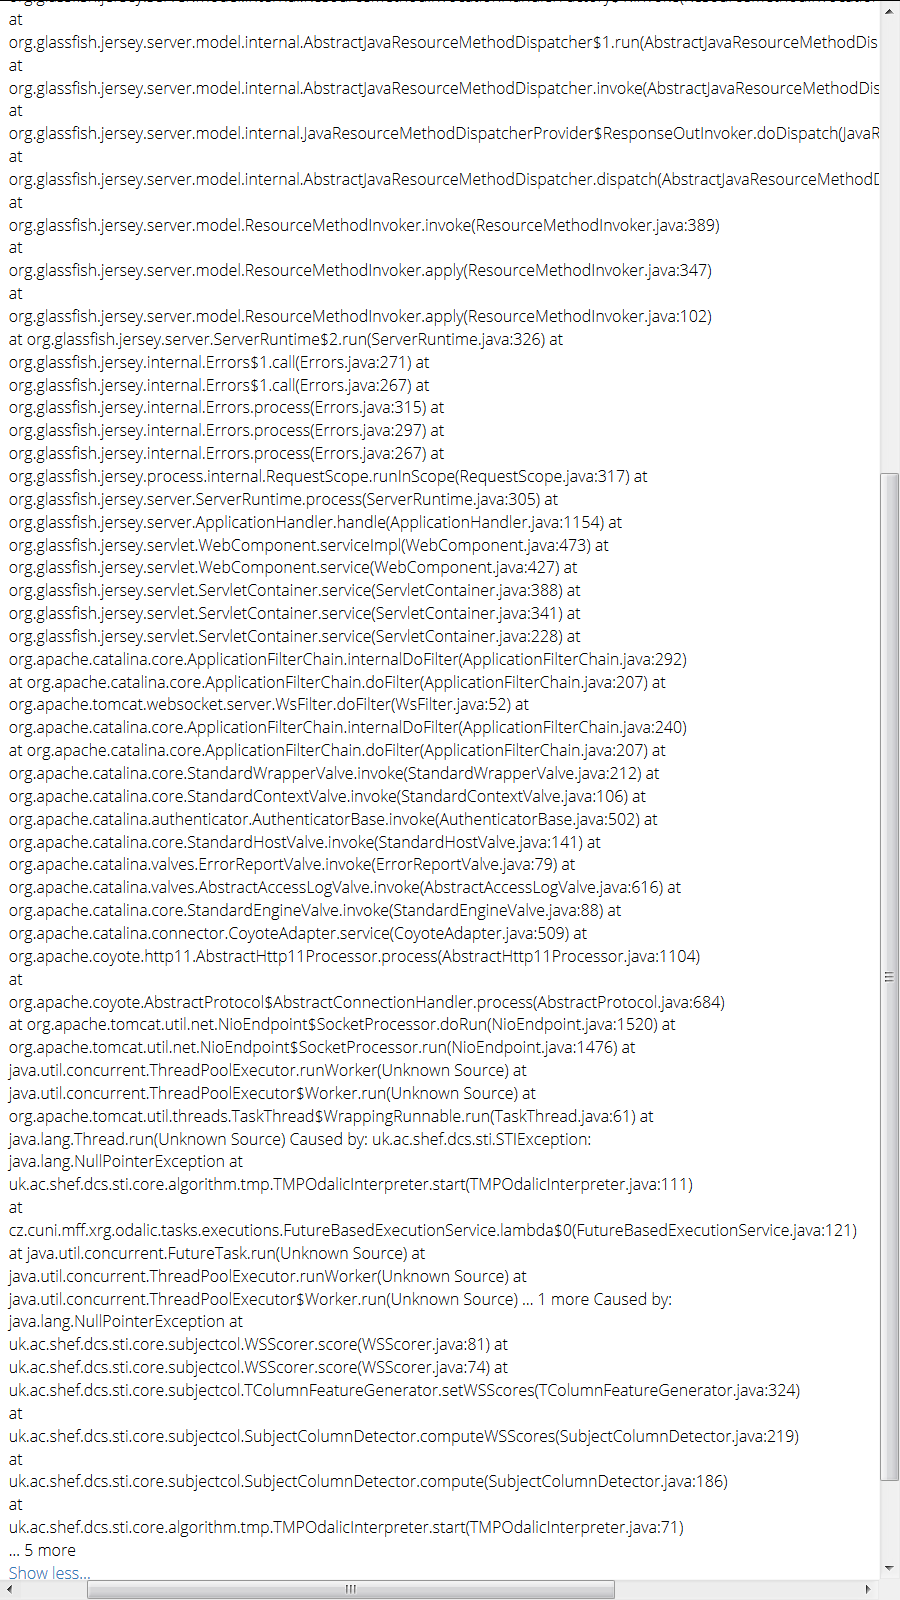 at
org.glassfish.jersey.server.model.internal.AbstractJavaResourceMethodDispatcher$1.run(AbstractJavaResourceMethodDis
at
org.glassfish.jersey.server.model.internal.AbstractJavaResourceMethodDispatcher.invoke(AbstractJavaResourceMethodDis
at
org.glassfish.jersey.server.model.internal.JavaResourceMethodDispatcherProvider$ResponseOutInvoker.doDispatch(JavaR
at
org.glassfish.jersey.server.model.internal.AbstractJavaResourceMethodDispatcher.dispatch(AbstractJavaResourceMethodD
at
org.glassfish.jersey.server.model.ResourceMethodInvoker.invoke(ResourceMethodInvoker.java:389)
at
org.glassfish.jersey.server.model.ResourceMethodInvoker.apply(ResourceMethodInvoker.java:347)
at
org.glassfish.jersey.server.model.ResourceMethodInvoker.apply(ResourceMethodInvoker.java:102)
at org.glassfish.jersey.server.ServerRuntime$2.run(ServerRuntime.java:326) at
org.glassfish.jersey.internal.Errors$1.call(Errors.java:271) at
org.glassfish.jersey.internal.Errors$1.call(Errors.java:267) at
org.glassfish.jersey.internal.Errors.process(Errors.java:315) at
org.glassfish.jersey.internal.Errors.process(Errors.java:297) at
org.glassfish.jersey.internal.Errors.process(Errors.java:267) at
org.glassfish.jersey.process.internal.RequestScope.runInScope(RequestScope.java:317) at
org.glassfish.jersey.server.ServerRuntime.process(ServerRuntime.java:305) at
org.glassfish.jersey.server.ApplicationHandler.handle(ApplicationHandler.java:1154) at
org.glassfish.jersey.servlet.WebComponent.serviceImpl(WebComponent.java:473) at
org.glassfish.jersey.servlet.WebComponent.service(WebComponent.java:427) at
org.glassfish.jersey.servlet.ServletContainer.service(ServletContainer.java:388) at
org.glassfish.jersey.servlet.ServletContainer.service(ServletContainer.java:341) at
org.glassfish.jersey.servlet.ServletContainer.service(ServletContainer.java:228) at
org.apache.catalina.core.ApplicationFilterChain.internalDoFilter(ApplicationFilterChain.java:292)
at org.apache.catalina.core.ApplicationFilterChain.doFilter(ApplicationFilterChain.java:207) at
org.apache.tomcat.websocket.server.WsFilter.doFilter(WsFilter.java:52) at
org.apache.catalina.core.ApplicationFilterChain.internalDoFilter(ApplicationFilterChain.java:240)
at org.apache.catalina.core.ApplicationFilterChain.doFilter(ApplicationFilterChain.java:207) at
org.apache.catalina.core.StandardWrapperValve.invoke(StandardWrapperValve.java:212) at
org.apache.catalina.core.StandardContextValve.invoke(StandardContextValve.java:106) at
org.apache.catalina.authenticator.AuthenticatorBase.invoke(AuthenticatorBase.java:502) at
org.apache.catalina.core.StandardHostValve.invoke(StandardHostValve.java:141) at
org.apache.catalina.valves.ErrorReportValve.invoke(ErrorReportValve.java:79) at
org.apache.catalina.valves.AbstractAccessLogValve.invoke(AbstractAccessLogValve.java:616) at
org.apache.catalina.core.StandardEngineValve.invoke(StandardEngineValve.java:88) at
org.apache.catalina.connector.CoyoteAdapter.service(CoyoteAdapter.java:509) at
org.apache.coyote.http11.AbstractHttp11Processor.process(AbstractHttp11Processor.java:1104)
at
org.apache.coyote.AbstractProtocol$AbstractConnectionHandler.process(AbstractProtocol.java:684)
at org.apache.tomcat.util.net.NioEndpoint$SocketProcessor.doRun(NioEndpoint.java:1520) at
org.apache.tomcat.util.net.NioEndpoint$SocketProcessor.run(NioEndpoint.java:1476) at
java.util.concurrent.ThreadPoolExecutor.runWorker(Unknown Source) at
java.util.concurrent.ThreadPoolExecutor$Worker.run(Unknown Source) at
org.apache.tomcat.util.threads.TaskThread$WrappingRunnable.run(TaskThread.java:61) at
java.lang.Thread.run(Unknown Source) Caused by: uk.ac.shef.dcs.sti.STIException:
java.lang.NullPointerException at
uk.ac.shef.dcs.sti.core.algorithm.tmp.TMPOdalicInterpreter.start(TMPOdalicInterpreter.java:111)
at
cz.cuni.mff.xrg.odalic.tasks.executions.FutureBasedExecutionService.lambda$0(FutureBasedExecutionService.java:121)
at java.util.concurrent.FutureTask.run(Unknown Source) at
java.util.concurrent.ThreadPoolExecutor.runWorker(Unknown Source) at
java.util.concurrent.ThreadPoolExecutor$Worker.run(Unknown Source) ... 1 more Caused by:
java.lang.NullPointerException at
uk.ac.shef.dcs.sti.core.subjectcol.WSScorer.score(WSScorer.java:81) at
uk.ac.shef.dcs.sti.core.subjectcol.WSScorer.score(WSScorer.java:74) at
uk.ac.shef.dcs.sti.core.subjectcol.TColumnFeatureGenerator.setWSScores(TColumnFeatureGenerator.java:324)
at
uk.ac.shef.dcs.sti.core.subjectcol.SubjectColumnDetector.computeWSScores(SubjectColumnDetector.java:219)
at
uk.ac.shef.dcs.sti.core.subjectcol.SubjectColumnDetector.compute(SubjectColumnDetector.java:186)
at
uk.ac.shef.dcs.sti.core.algorithm.tmp.TMPOdalicInterpreter.start(TMPOdalicInterpreter.java:71)
... 5 more
Show less...